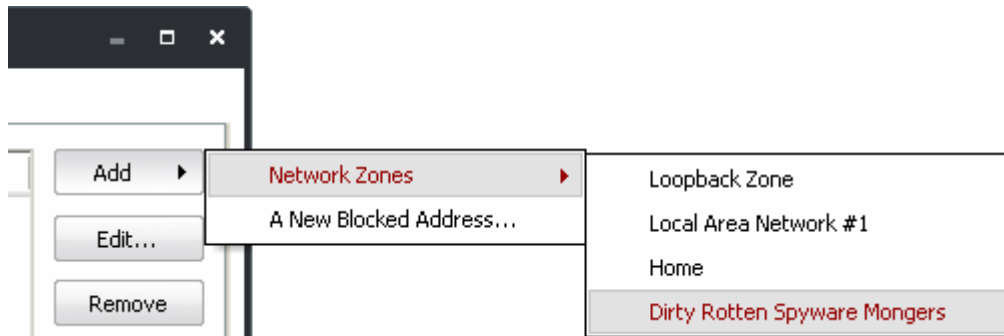 Add
Network Zones
A New Blocked Address...
Edit...
Remove
Loopback Zone
Local Area Network #1
Home
Dirty Rotten Spyware Mongers